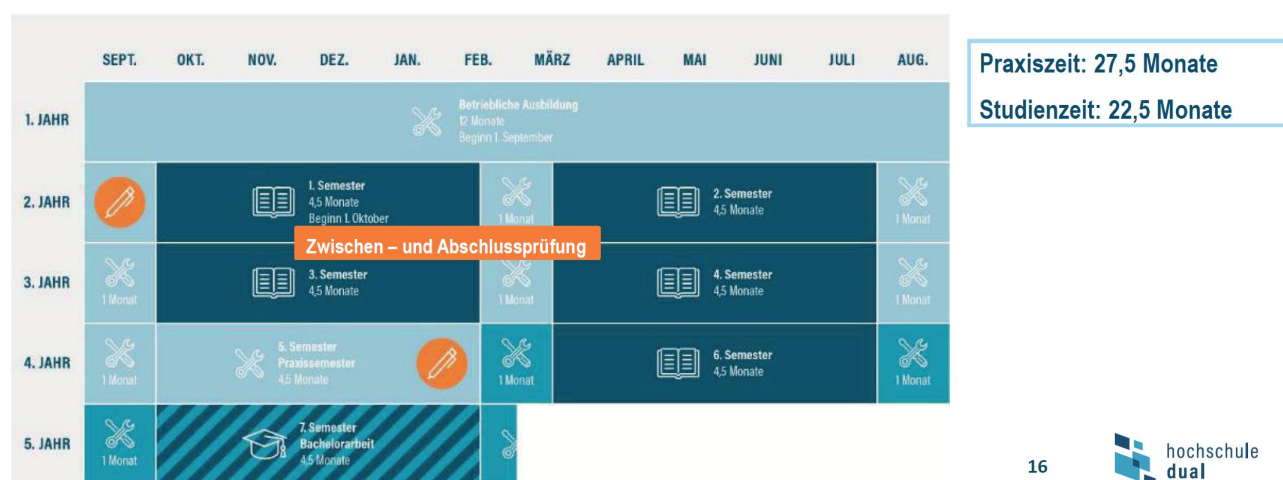 SEPT. OKT. NOV. DEZ. JAN. FEB. MÄRZ APRIL MAI JUNI JULI AUG.
Praxiszeit: 27,5 Monate
Studienzeit: 22,5 Monate
1. JAHR
Betriebliche Ausbildung
12 Monate
Beginn 1. September
2. JAHR
1. Semester
4,5 Monate
Beginn 1. Oktober
1 Monat
2. Semester
4,5 Monate
1 Monat
Zwischen – und Abschlussprüfung
3. JAHR
1 Monat
3. Semester
4,5 Monate
1 Monat
4. Semester
4,5 Monate
1 Monat
4. JAHR
1 Monat
5. Semester
Praxissemester
4,5 Monate
1 Monat
6. Semester
4,5 Monate
1 Monat
5. JAHR
1 Monat
7. Semester
Bachelorarbeit
4,5 Monate
16
hochschule
dual